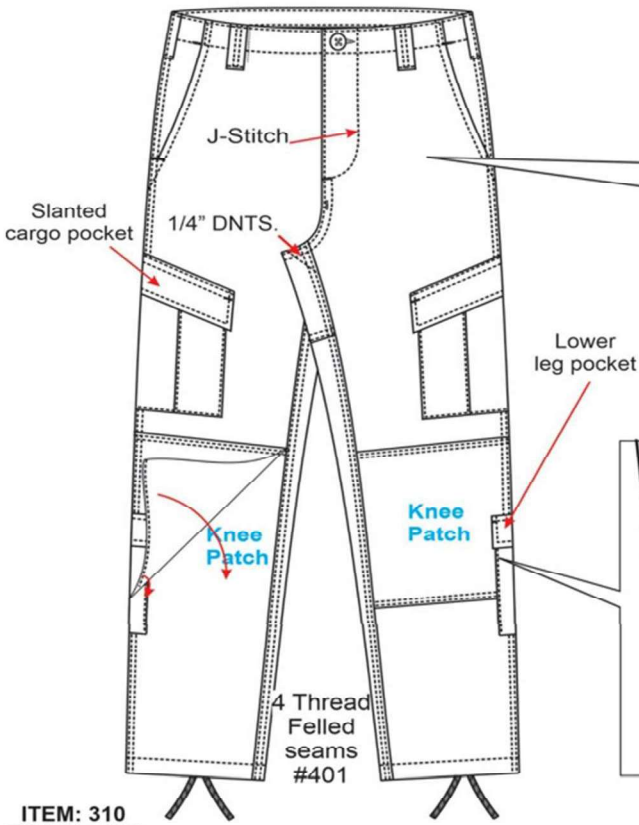 J-Stitch
Slanted
cargo pocket
1/4” DNTS.
Lower
leg pocket
Knee
Patch
Knee
Patch
4 Thread
Felled
seams
#401
ITEM: 310